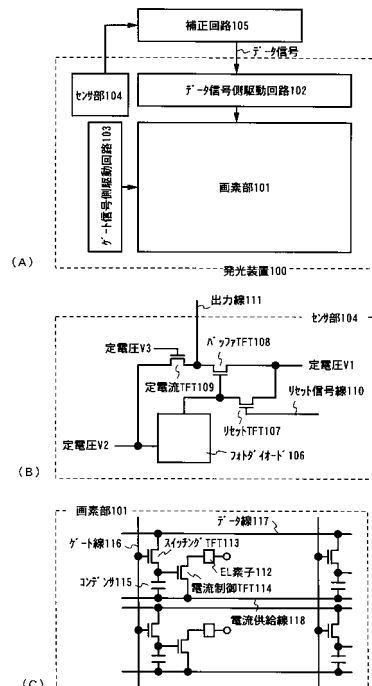 補正回路105
データ信号
センサ部104
データ信号側駆動回路102
ゲート信号側駆動回路103
画素部101
(A)
発光装置100
出力線111
センサ部104
定電圧V3
バッファTFT108
定電圧V1
定電流TFT109
リセット信号線110
リセットTFT107
定電圧V2
フォトダイオード106
(B)
画素部101
データ線117
ゲート線116
スイッチングTFT113
EL素子112
コンデンサ115
電流制御TFT114
電流供給線118
(C)